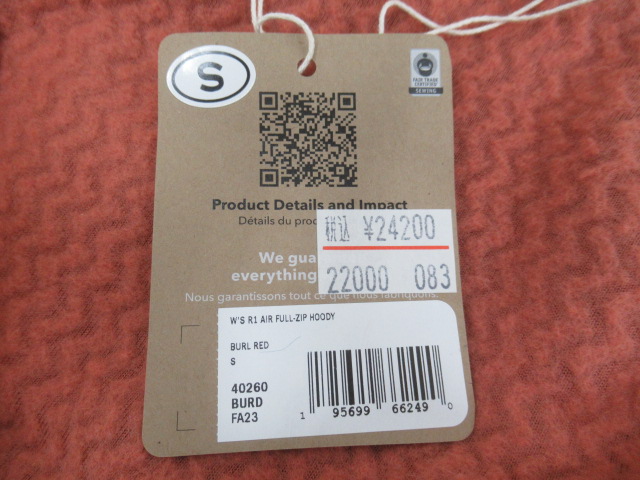 S
FAIR TRADE
CERTIFIED
SEWING
Product Details and Impact
Détails du
税込 ¥24200
We
everything
22000 083
Nous garantissons tout ce que nous fabriquons.
W'S R1 AIR FULL-ZIP HOODY
BURL RED
S
40260
BURD
FA23
1 95699 66249 0